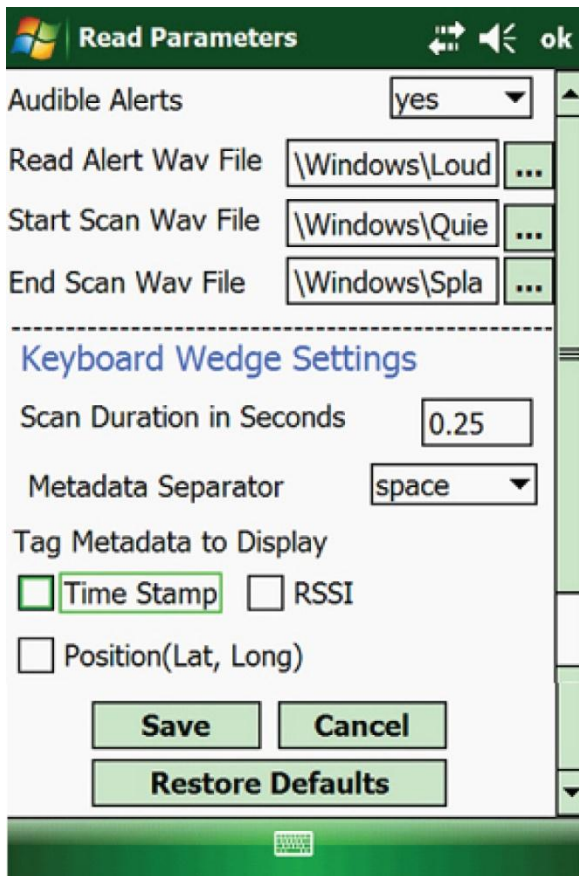 Read Parameters ok
Audible Alerts yes
Read Alert Wav File \Windows\Loud ...
Start Scan Wav File \Windows\Quie ...
End Scan Wav File \Windows\Spla ...
Keyboard Wedge Settings
Scan Duration in Seconds 0.25
Metadata Separator space
Tag Metadata to Display
Time Stamp RSSI
Position(Lat, Long)
Save Cancel
Restore Defaults